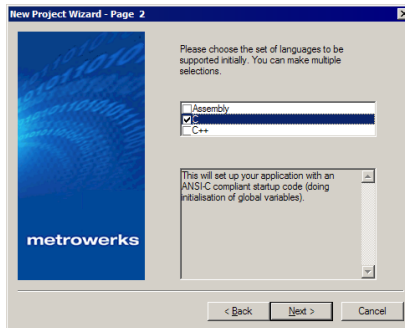 New Project Wizard - Page 2
Please choose the set of languages to be
supported initially. You can make multiple
selections.
Assembly
C
C++
This will set up your application with an
ANSI-C compliant startup code (doing
initialisation of global variables).
metrowerks
< Back
Next >
Cancel